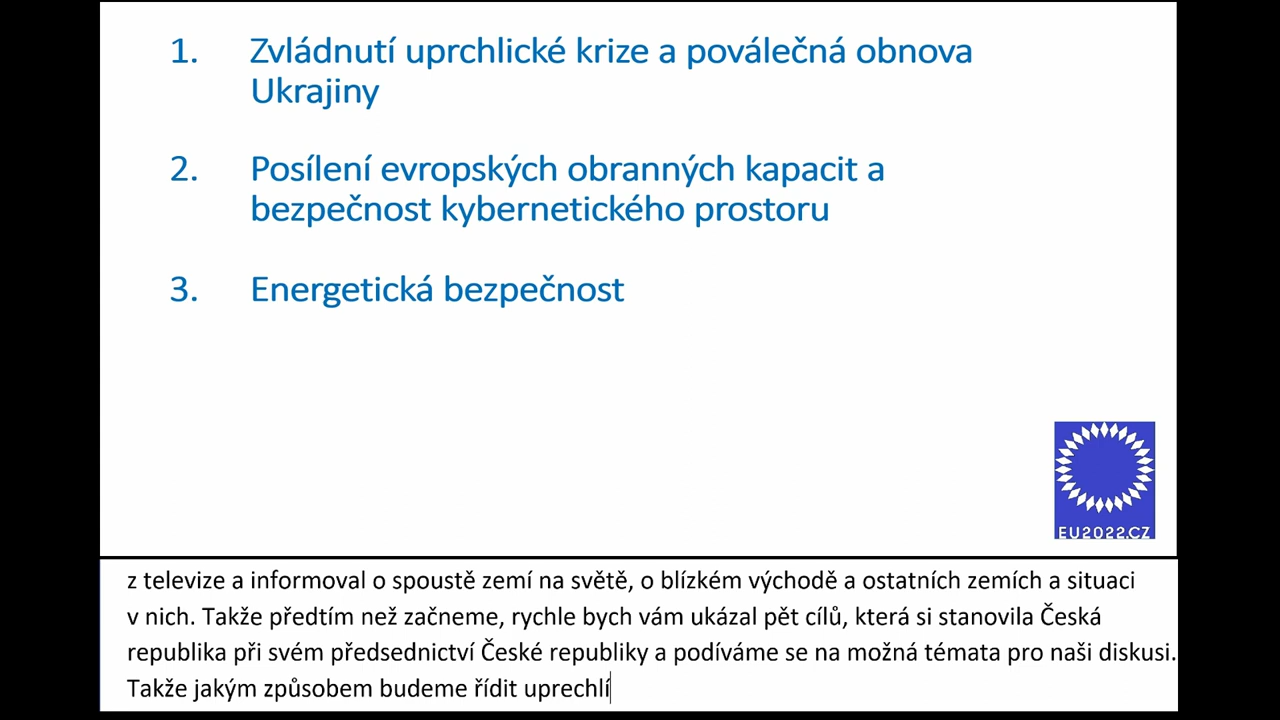 1. Zvládnutí uprchlické krize a poválečná obnova
Ukrajiny
2. Posílení evropských obranných kapacit a
bezpečnost kybernetického prostoru
3. Energetická bezpečnost
EU2022.CZ
z televize a informoval o spoustě zemí na světě, o blízkém východě a ostatních zemích a situaci
v nich. Takže předtím než začneme, rychle bych vám ukázal pět cílů, která si stanovila Česká
republika při svém předsednictví České republiky a podíváme se na možná témata pro naši diskusi.
Takže jakým způsobem budeme řídit uprechlí